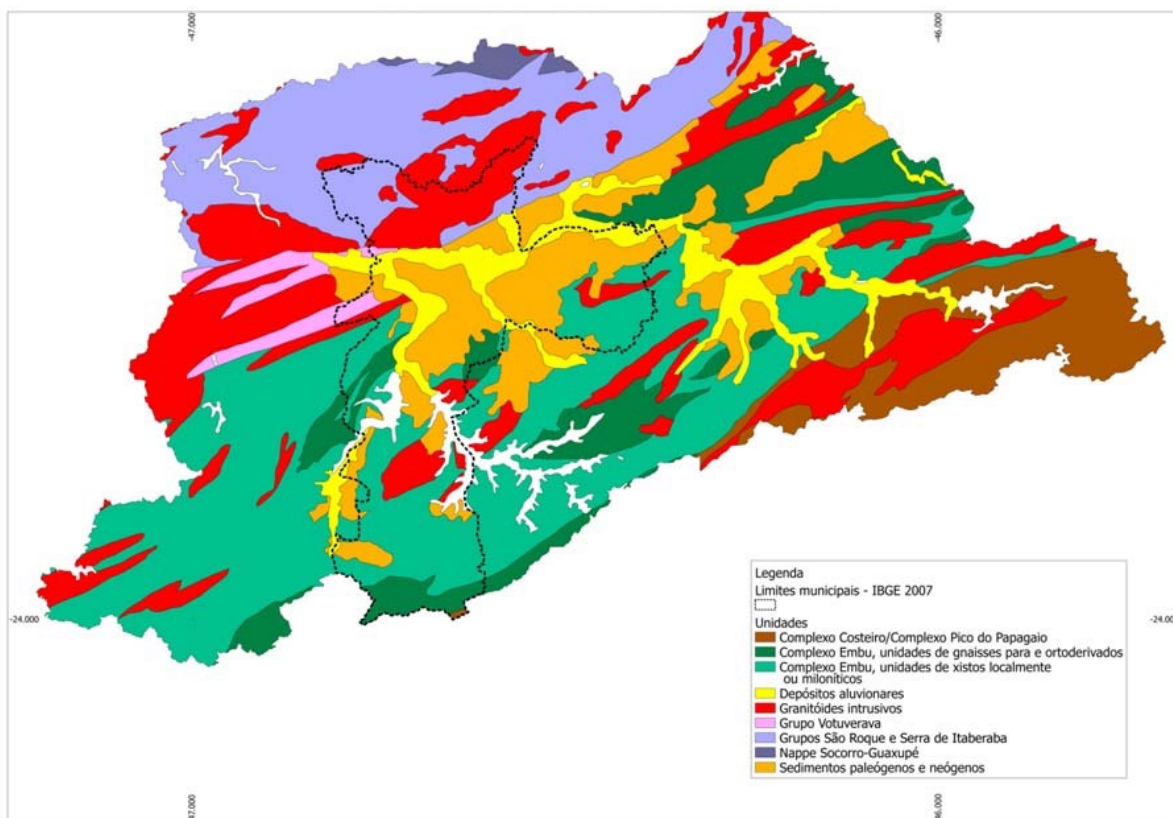 -47.000
-46.000
-24.000
-24.000
Legenda
Limites municipais - IBGE 2007
Unidades
Complexo Costeiro/Complexo Pico do Papagaio
Complexo Embu, unidades de gnaisses para e ortoderivados
Complexo Embu, unidades de xistos localmente
ou miloníticos
Depósitos aluvionares
Granitóides intrusivos
Grupo Votuverava
Grupos São Roque e Serra de Itaberaba
Nappe Socorro-Guaxupé
Sedimentos paleógenos e neógenos
-46.000